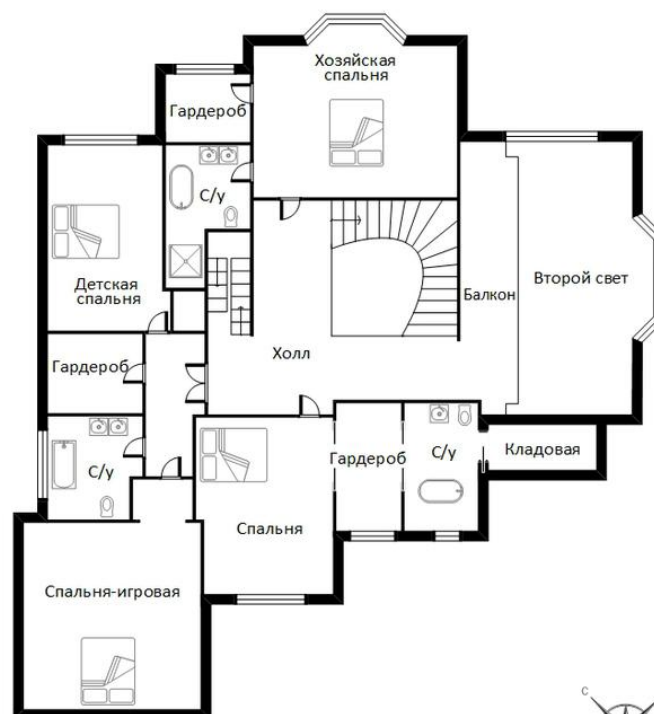 Хозяйская
спальня
Гардероб
С/у
Детская
спальня
Балкон
Второй свет
Холл
Гардероб
Гардероб
С/у
Кладовая
С/у
Спальня
Спальня-игровая
С